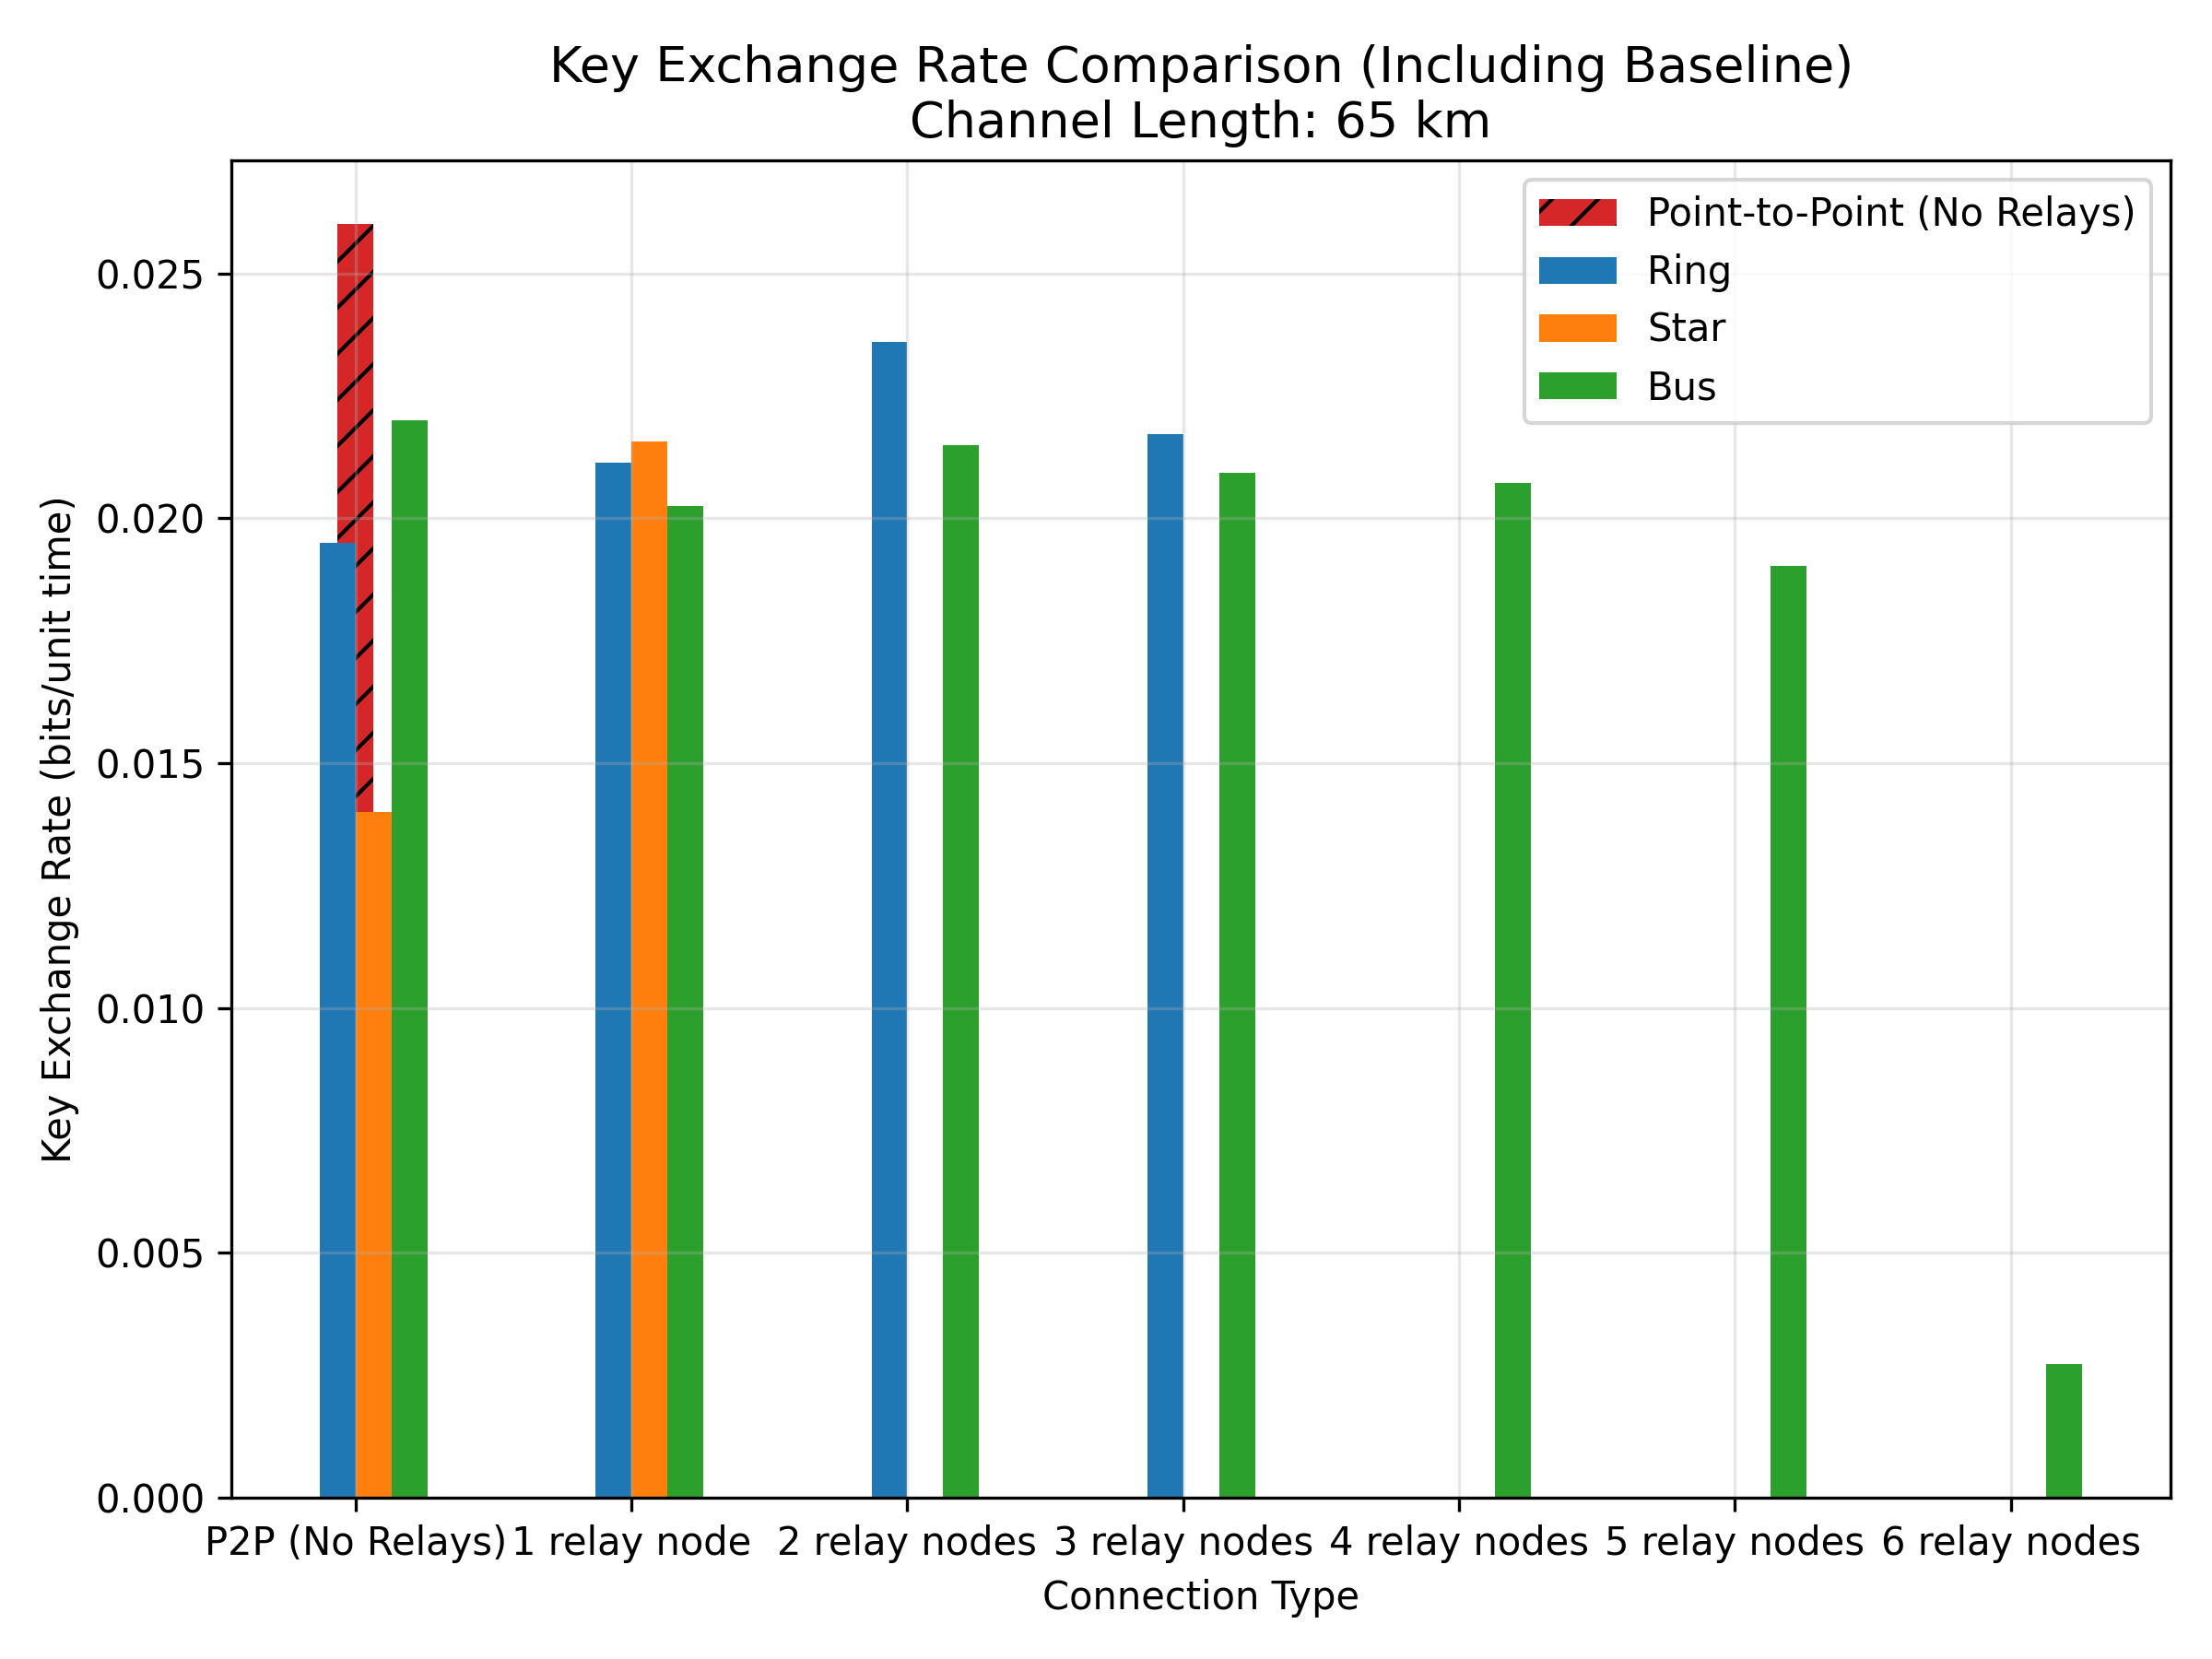 Key Exchange Rate Comparison (Including Baseline)
Channel Length: 65 km
Point-to-Point (No Relays)
Ring
Star
Bus
Key Exchange Rate (bits/unit time)
0.025
0.020
0.015
0.010
0.005
0.000
P2P (No Relays) 1 relay node 2 relay nodes 3 relay nodes 4 relay nodes 5 relay nodes 6 relay nodes
Connection Type